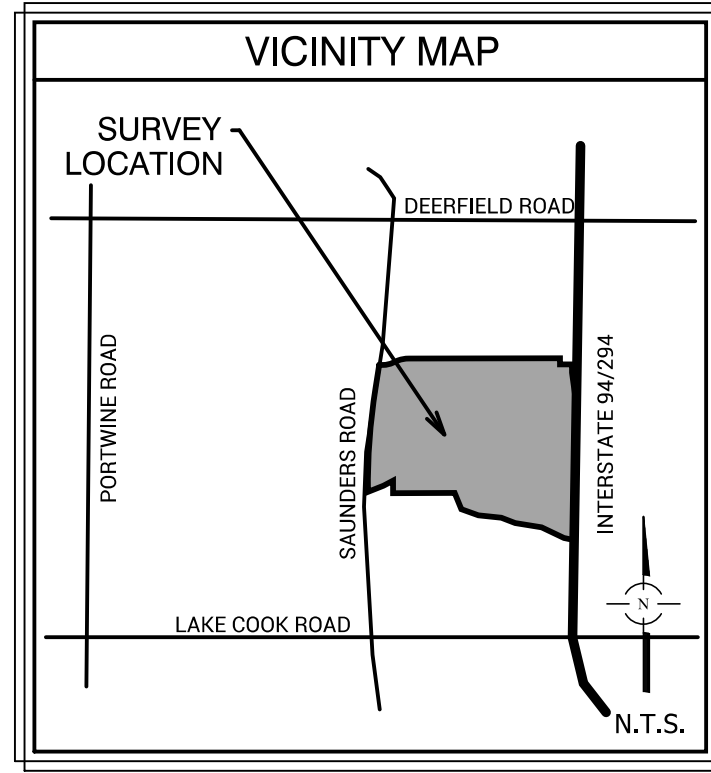 VICINITY MAP
SURVEY
LOCATION
DEERFIELD ROAD
PORTWINE ROAD
SAUNDERS ROAD
INTERSTATE 94/294
N
LAKE COOK ROAD
N.T.S.